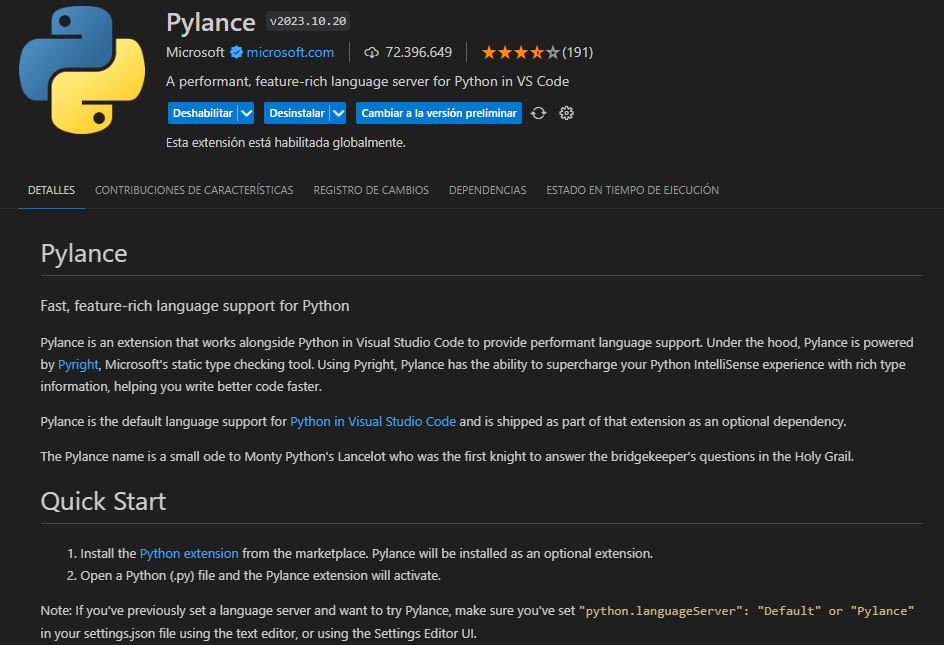 Pylance v2023.10.20
Microsoft microsoft.com 72.396.649 (191)
A performant, feature-rich language server for Python in VS Code
Deshabilitar Desinstalar Cambiar a la versión preliminar
Esta extensión está habilitada globalmente.
DETALLES CONTRIBUCIONES DE CARACTERÍSTICAS REGISTRO DE CAMBIOS DEPENDENCIAS ESTADO EN TIEMPO DE EJECUCIÓN
Pylance
Fast, feature-rich language support for Python
Pylance is an extension that works alongside Python in Visual Studio Code to provide performant language support. Under the hood, Pylance is powered
by Pyright, Microsoft's static type checking tool. Using Pyright, Pylance has the ability to supercharge your Python IntelliSense experience with rich type
information, helping you write better code faster.
Pylance is the default language support for Python in Visual Studio Code and is shipped as part of that extension as an optional dependency.
The Pylance name is a small ode to Monty Python's Lancelot who was the first knight to answer the bridgekeeper's questions in the Holy Grail.
Quick Start
1. Install the Python extension from the marketplace. Pylance will be installed as an optional extension.
2. Open a Python (.py) file and the Pylance extension will activate.
Note: If you've previously set a language server and want to try Pylance, make sure you've set "python.languageServer": "Default" or "Pylance"
in your settings.json file using the text editor, or using the Settings Editor UI.